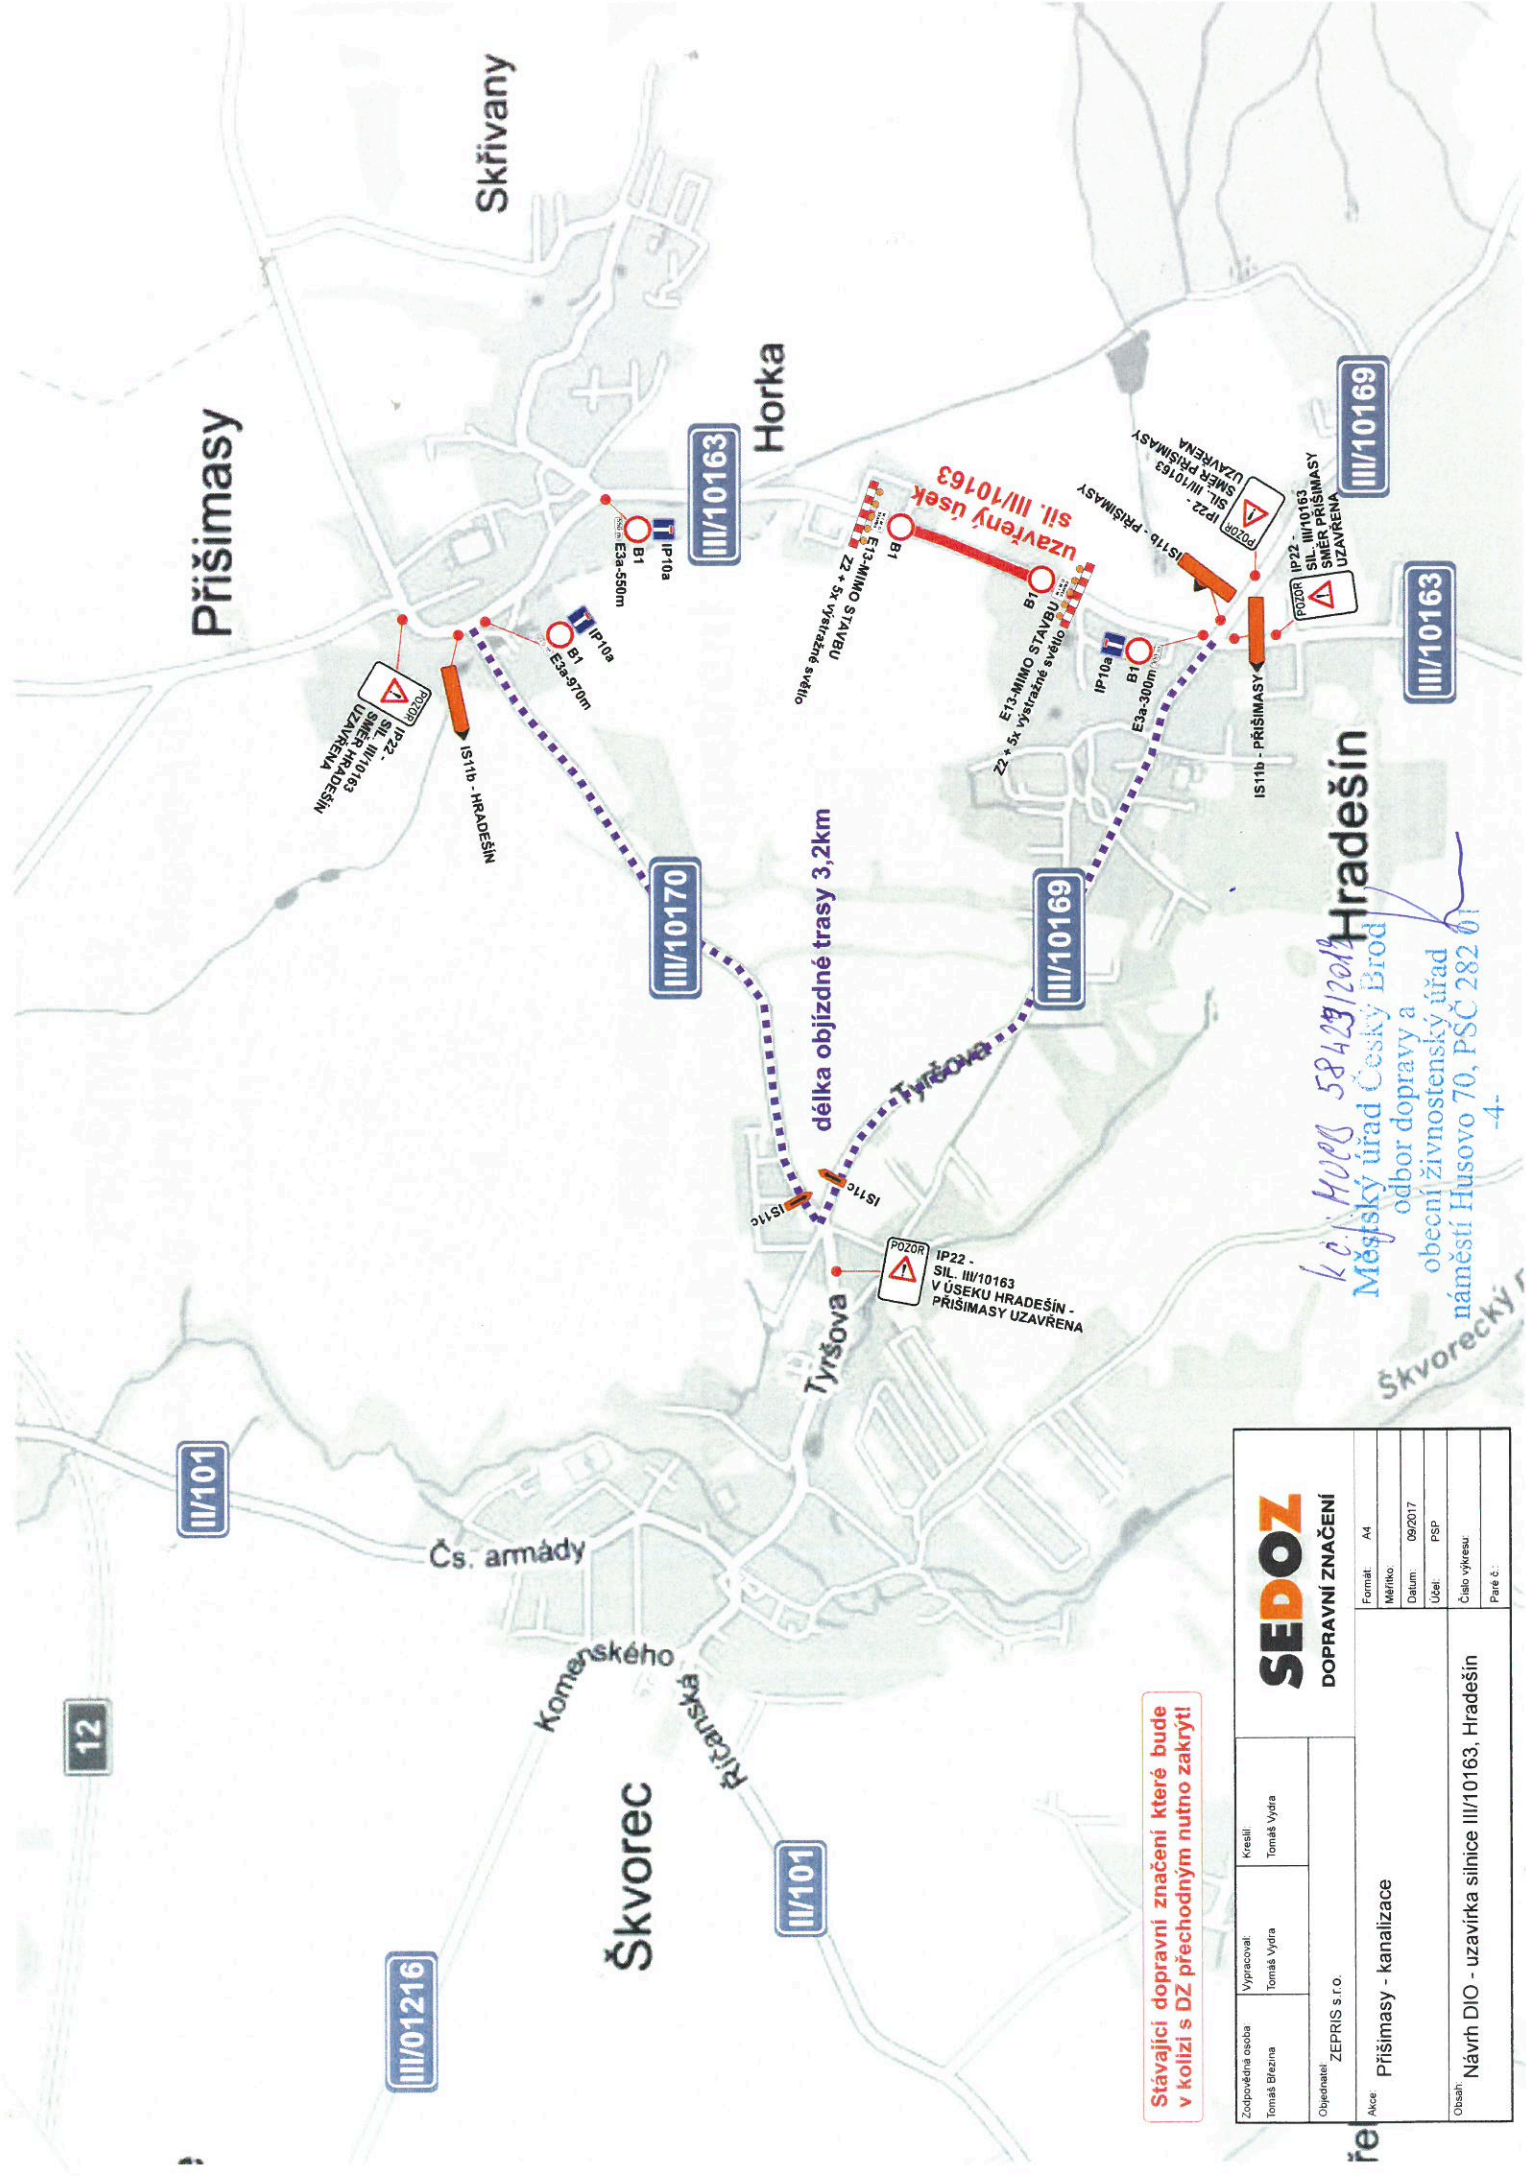 12
II/101
Přišimasy
Skřivany
III/01216
Čs. armády
Komenského
Škvorec
Říčanská
II/101
IP22 -
SIL. III/10163
SMĚR HRADEŠÍN
UZAVŘENA
POZOR
IS11b - HRADEŠÍN
E3a-970m
B1
IP10a
E3a-550m
B1
IP10a
III/10163
Horka
III/10170
délka objízdné trasy 3,2km
Z2 + 5x výstražné světlo
E13-MIMO STAVBU
B1
uzavřený úsek
sil. III/10163
B1
E13-MIMO STAVBU
Z2 + 5x výstražné světlo
IS11c
IS11c
Tyršova
Tyršova
POZOR
IP22 -
SIL. III/10163
V ÚSEKU HRADEŠÍN -
PŘIŠIMASY UZAVŘENA
III/10169
IP10a
B1
E3a-300m
IS11b - PŘIŠIMASY
IP22 -
SIL. III/10163
SMĚR PŘIŠIMASY
UZAVŘENA
POZOR
IS11b - PŘIŠIMASY
POZOR
IP22 -
SIL. III/10163
SMĚR PŘIŠIMASY
UZAVŘENA
III/10169
III/10163
Hradešín
Škvorecký
k č.j. MUCB 58429/2017
Městský úřad Český Brod
odbor dopravy a
obecní živnostenský úřad
náměstí Husovo 70, PSČ 282 01
-4-
Stávající dopravní značení které bude
v kolizi s DZ přechodným nutno zakrýt!
Zodpovědná osoba
Tomáš Březina
Vypracoval:
Tomáš Vydra
Kreslil:
Tomáš Vydra
SEDOZ
DOPRAVNÍ ZNAČENÍ
Objednatel:
ZEPRIS s.r.o.
Akce:
Přišimasy - kanalizace
Formát: A4
Měřítko:
Datum: 09/2017
Účel: PSP
Obsah:
Návrh DIO - uzavírka silnice III/10163, Hradešín
Číslo výkresu:
Paré č.: